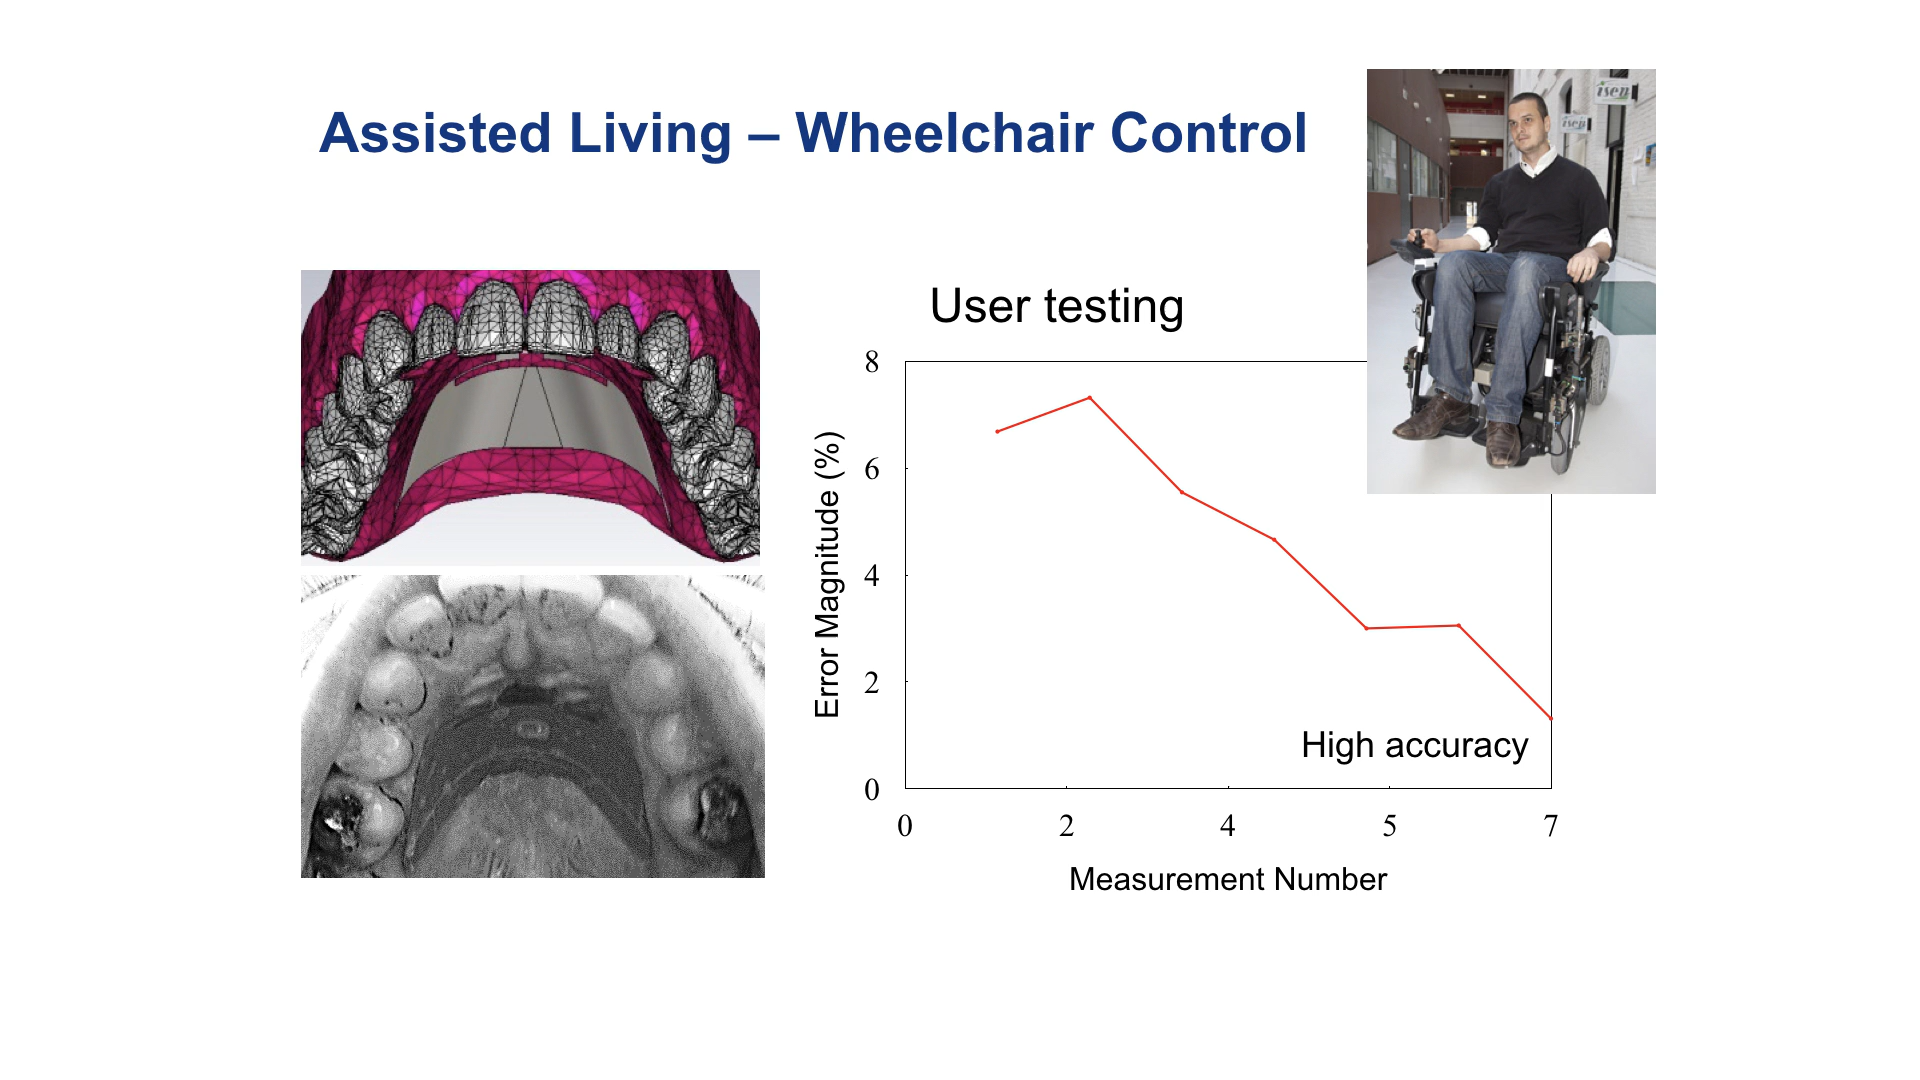 Assisted Living – Wheelchair Control
isen
isen
User testing
8
6
4
2
0
Error Magnitude (%)
High accuracy
0 2 4 5 7
Measurement Number